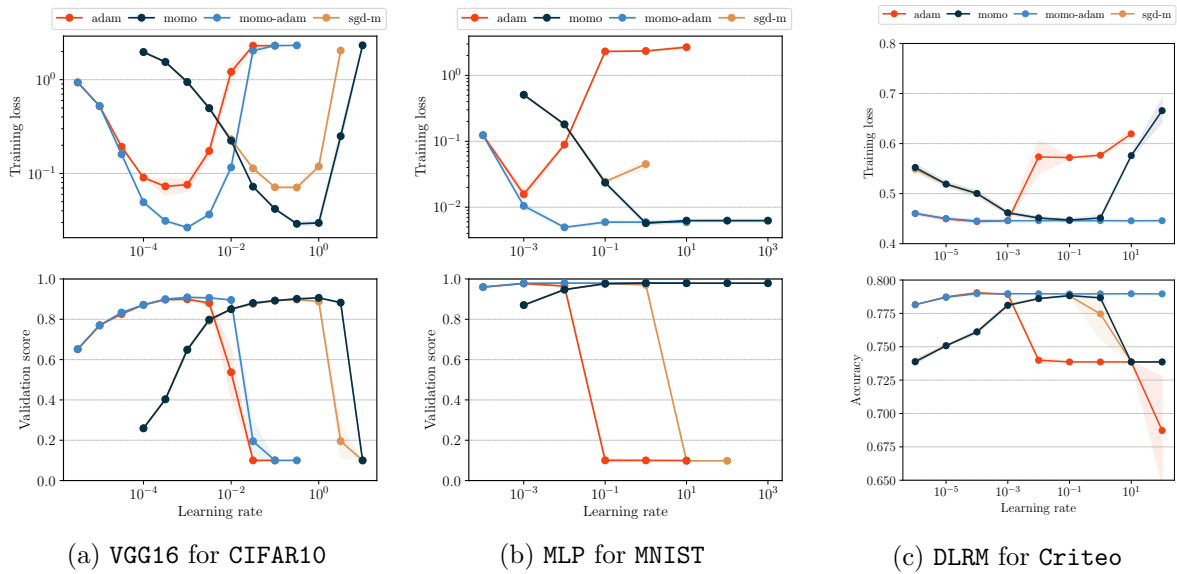 adam momo momo-adam sgd-m
Training loss
10^0
10^{-1}
10^{-4} 10^{-2} 10^0
Validation score
1.0
0.8
0.6
0.4
0.2
0.0
10^{-4} 10^{-2} 10^0
Learning rate
(a) VGG16 for CIFAR10
adam momo momo-adam sgd-m
Training loss
10^0
10^{-1}
10^{-2}
10^{-3} 10^{-1} 10^1 10^3
Validation score
1.0
0.8
0.6
0.4
0.2
0.0
10^{-3} 10^{-1} 10^1 10^3
Learning rate
(b) MLP for MNIST
adam momo momo-adam sgd-m
Training loss
0.8
0.7
0.6
0.5
0.4
10^{-5} 10^{-3} 10^{-1} 10^1
Accuracy
0.800
0.775
0.750
0.725
0.700
0.675
0.650
10^{-5} 10^{-3} 10^{-1} 10^1
Learning rate
(c) DLRM for Criteo